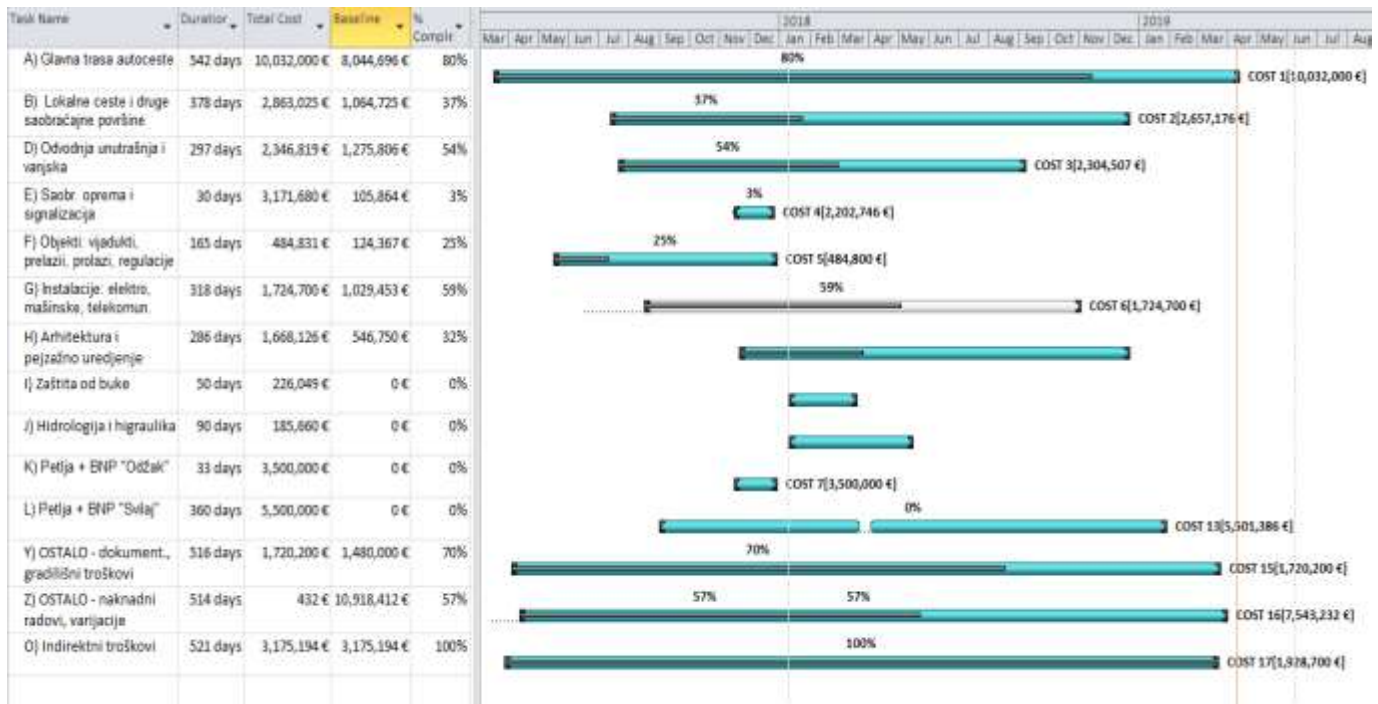 Task Name Duration Total Cost Baseline % Complr
2018 2019
Mar Apr May Jun Jul Aug Sep Oct Nov Dec Jan Feb Mar Apr May Jun Jul Aug Sep Oct Nov Dec Jan Feb Mar Apr May Jun Jul Aug
A) Glavna trasa autoceste 542 days 10,032,000 € 8,044,696 € 80%
80%
COST 1[10,032,000 €]
B) Lokalne ceste i druge
saobraćajne površine
378 days 2,863,025 € 1,064,725 € 37%
37%
COST 2[2,657,176 €]
D) Odvodnja unutrašnja i
vanjska
297 days 2,346,819 € 1,275,806 € 54%
54%
COST 3[2,304,507 €]
E) Saobr. oprema i
signalizacija
30 days 3,171,680 € 105,864 € 3%
3%
COST 4[2,202,746 €]
F) Objekti: vijadukti,
prelazii, prolazi, regulacije
165 days 484,831 € 124,367 € 25%
25%
COST 5[484,800 €]
G) Instalacije: elektro,
mašinske, telekomun.
318 days 1,724,700 € 1,029,453 € 59%
59%
COST 6[1,724,700 €]
H) Arhitektura i
pejzažno uredjenje
286 days 1,668,126 € 546,750 € 32%
I) Zaštita od buke 50 days 226,049 € 0 € 0%
J) Hidrologija i higraulika 90 days 185,660 € 0 € 0%
K) Petlja + BNP "Odžak" 33 days 3,500,000 € 0 € 0%
COST 7[3,500,000 €]
L) Petlja + BNP "Svilaj" 360 days 5,500,000 € 0 € 0%
0%
COST 13[5,501,386 €]
Y) OSTALO - dokument.,
gradilišni troškovi
516 days 1,720,200 € 1,480,000 € 70%
70%
COST 15[1,720,200 €]
Z) OSTALO - naknadni
radovi, varijacije
514 days 432 € 10,918,412 € 57%
57% 57%
COST 16[7,543,232 €]
O) Indirektni troškovi 521 days 3,175,194 € 3,175,194 € 100%
100%
COST 17[1,928,700 €]